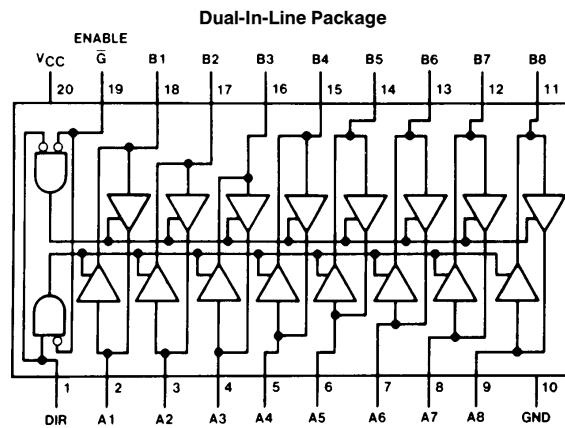 Dual-In-Line Package
ENABLE
VCC G̅ B1 B2 B3 B4 B5 B6 B7 B8
20 19 18 17 16 15 14 13 12 11
1 2 3 4 5 6 7 8 9 10
DIR A1 A2 A3 A4 A5 A6 A7 A8 GND